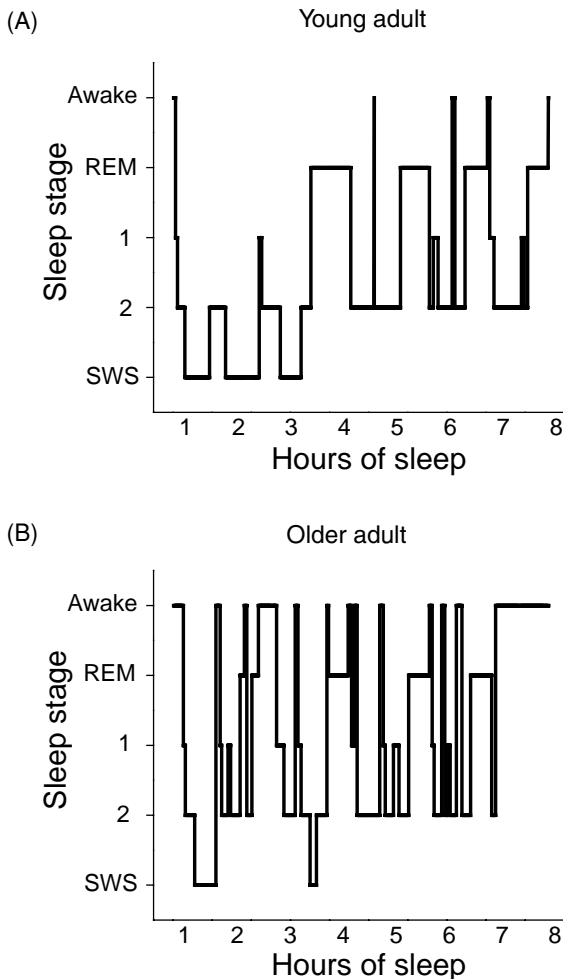 (A)
Young adult
Awake
REM
1
2
SWS
Sleep stage
1 2 3 4 5 6 7 8
Hours of sleep
(B)
Older adult
Awake
REM
1
2
SWS
Sleep stage
1 2 3 4 5 6 7 8
Hours of sleep